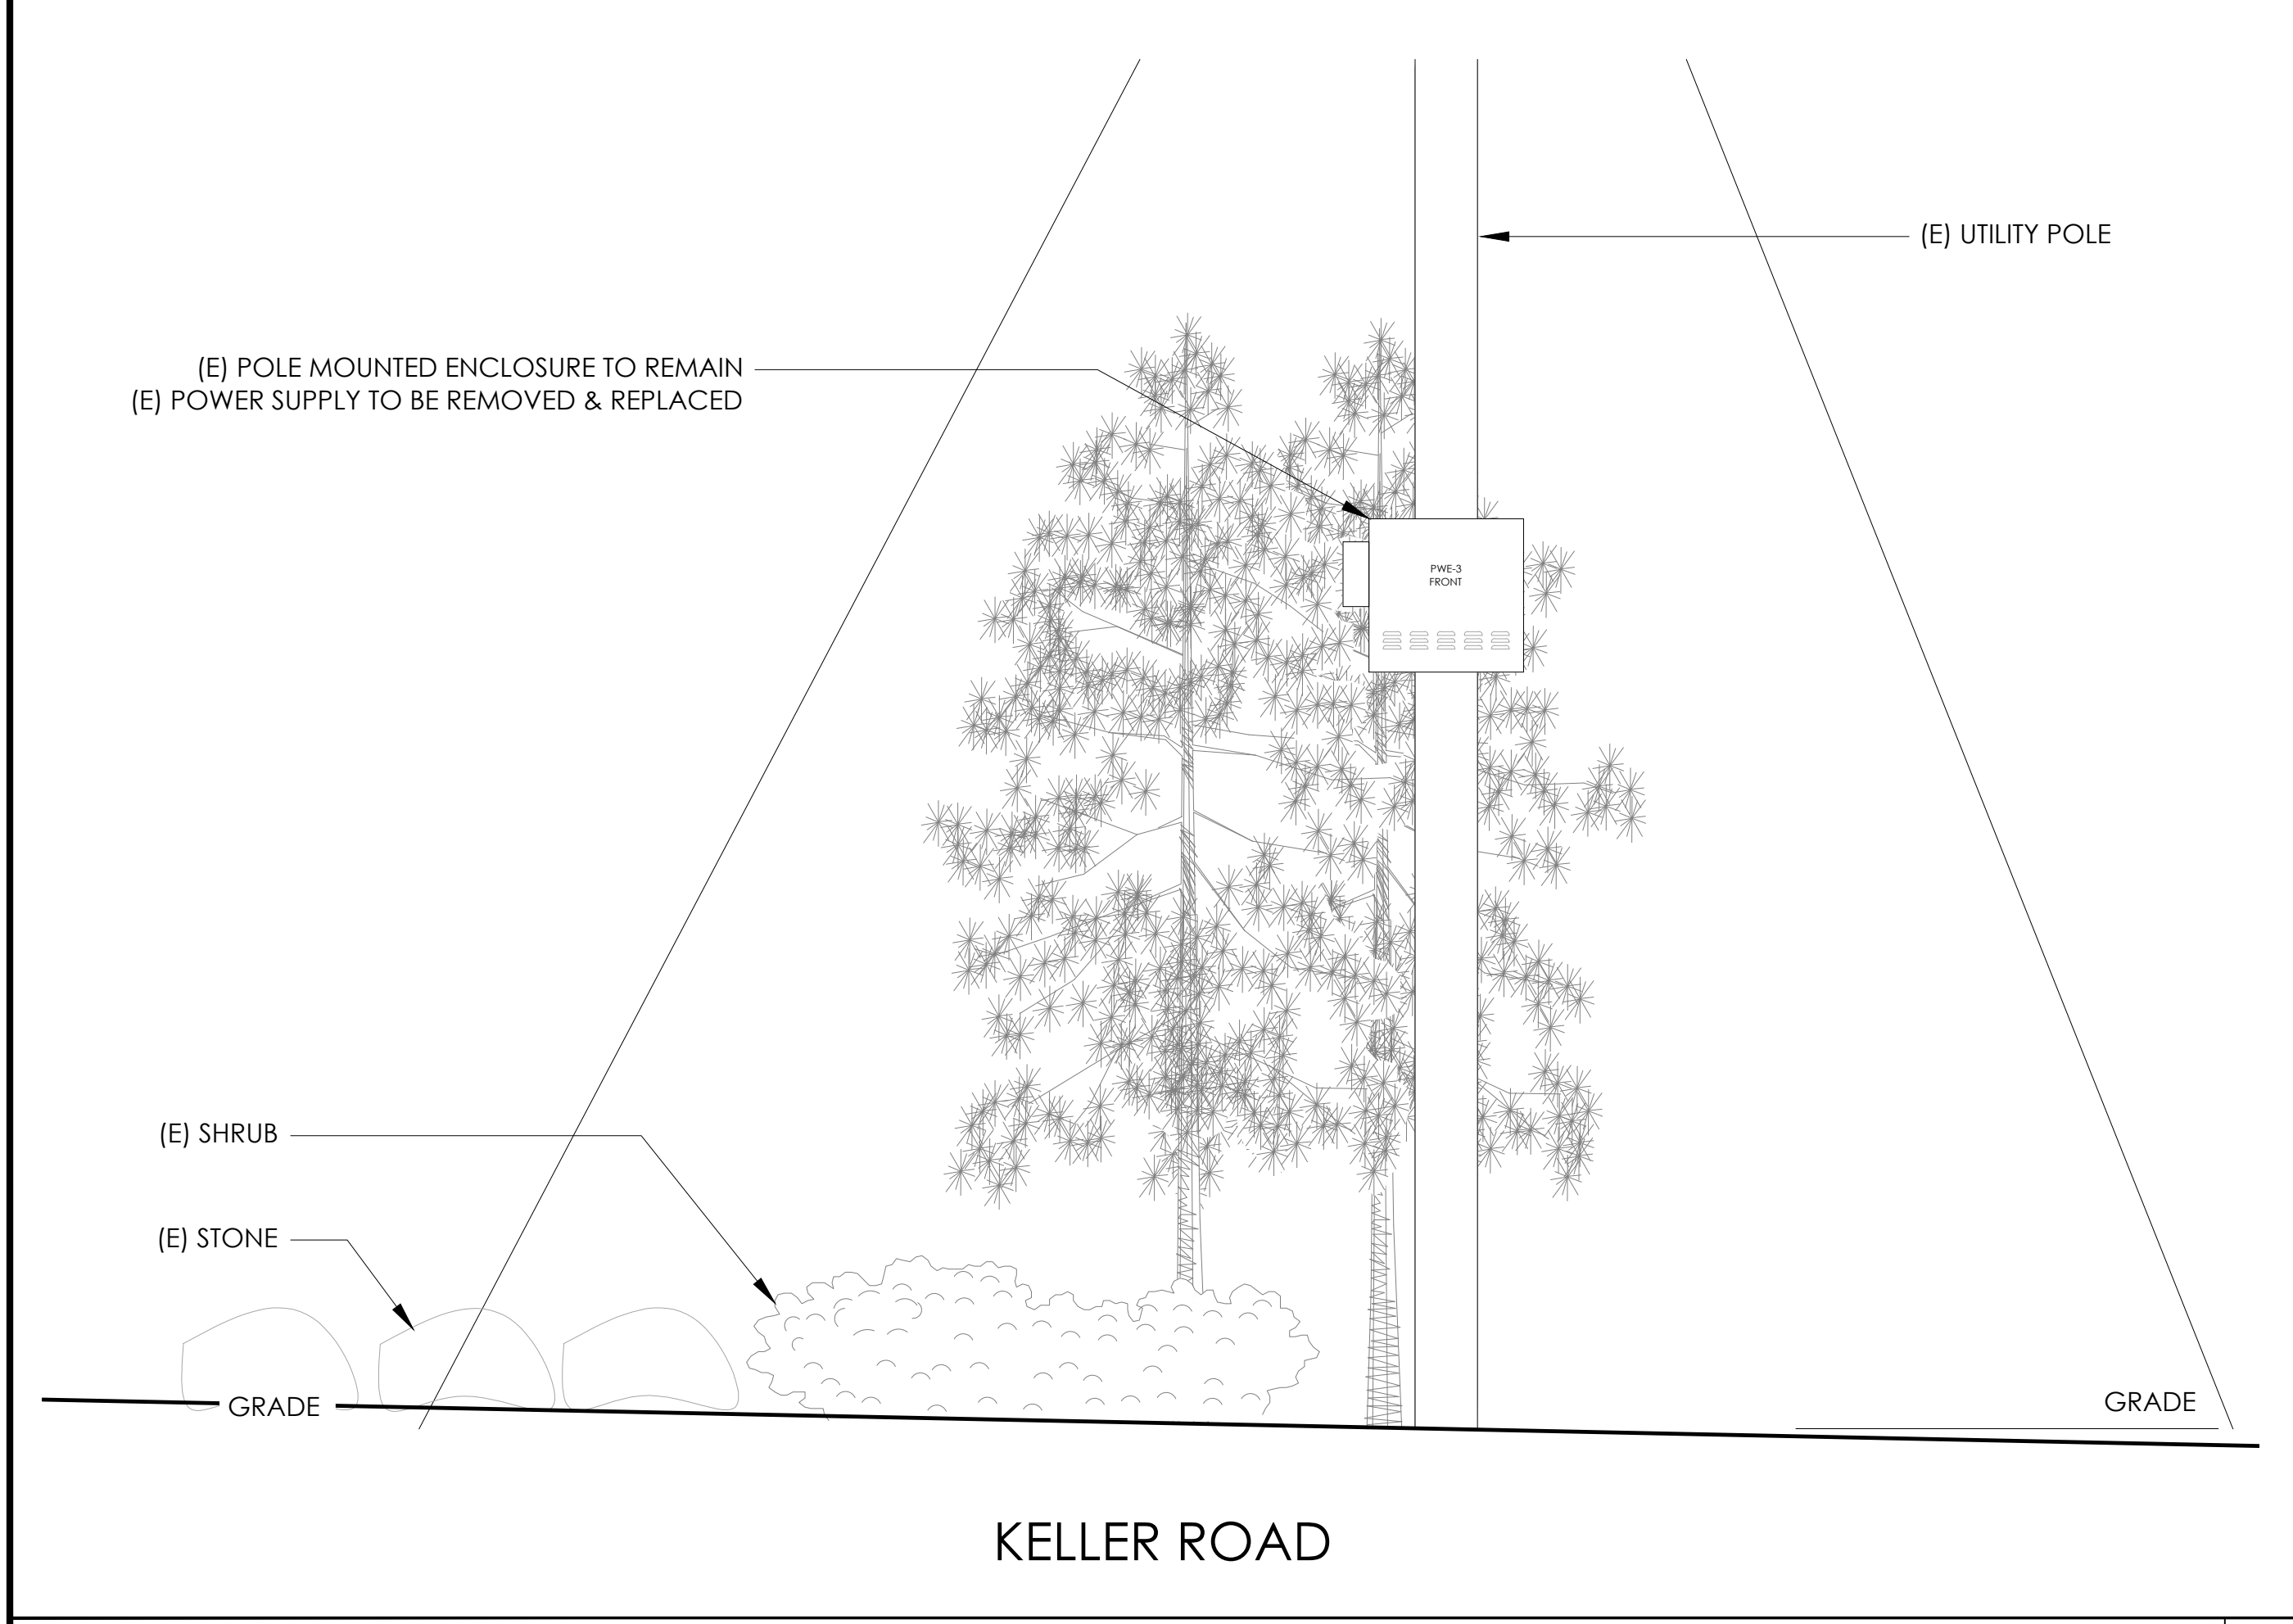 (E) UTILITY POLE
(E) POLE MOUNTED ENCLOSURE TO REMAIN
(E) POWER SUPPLY TO BE REMOVED & REPLACED
PWE-3
FRONT
(E) SHRUB
(E) STONE
GRADE
GRADE
KELLER ROAD